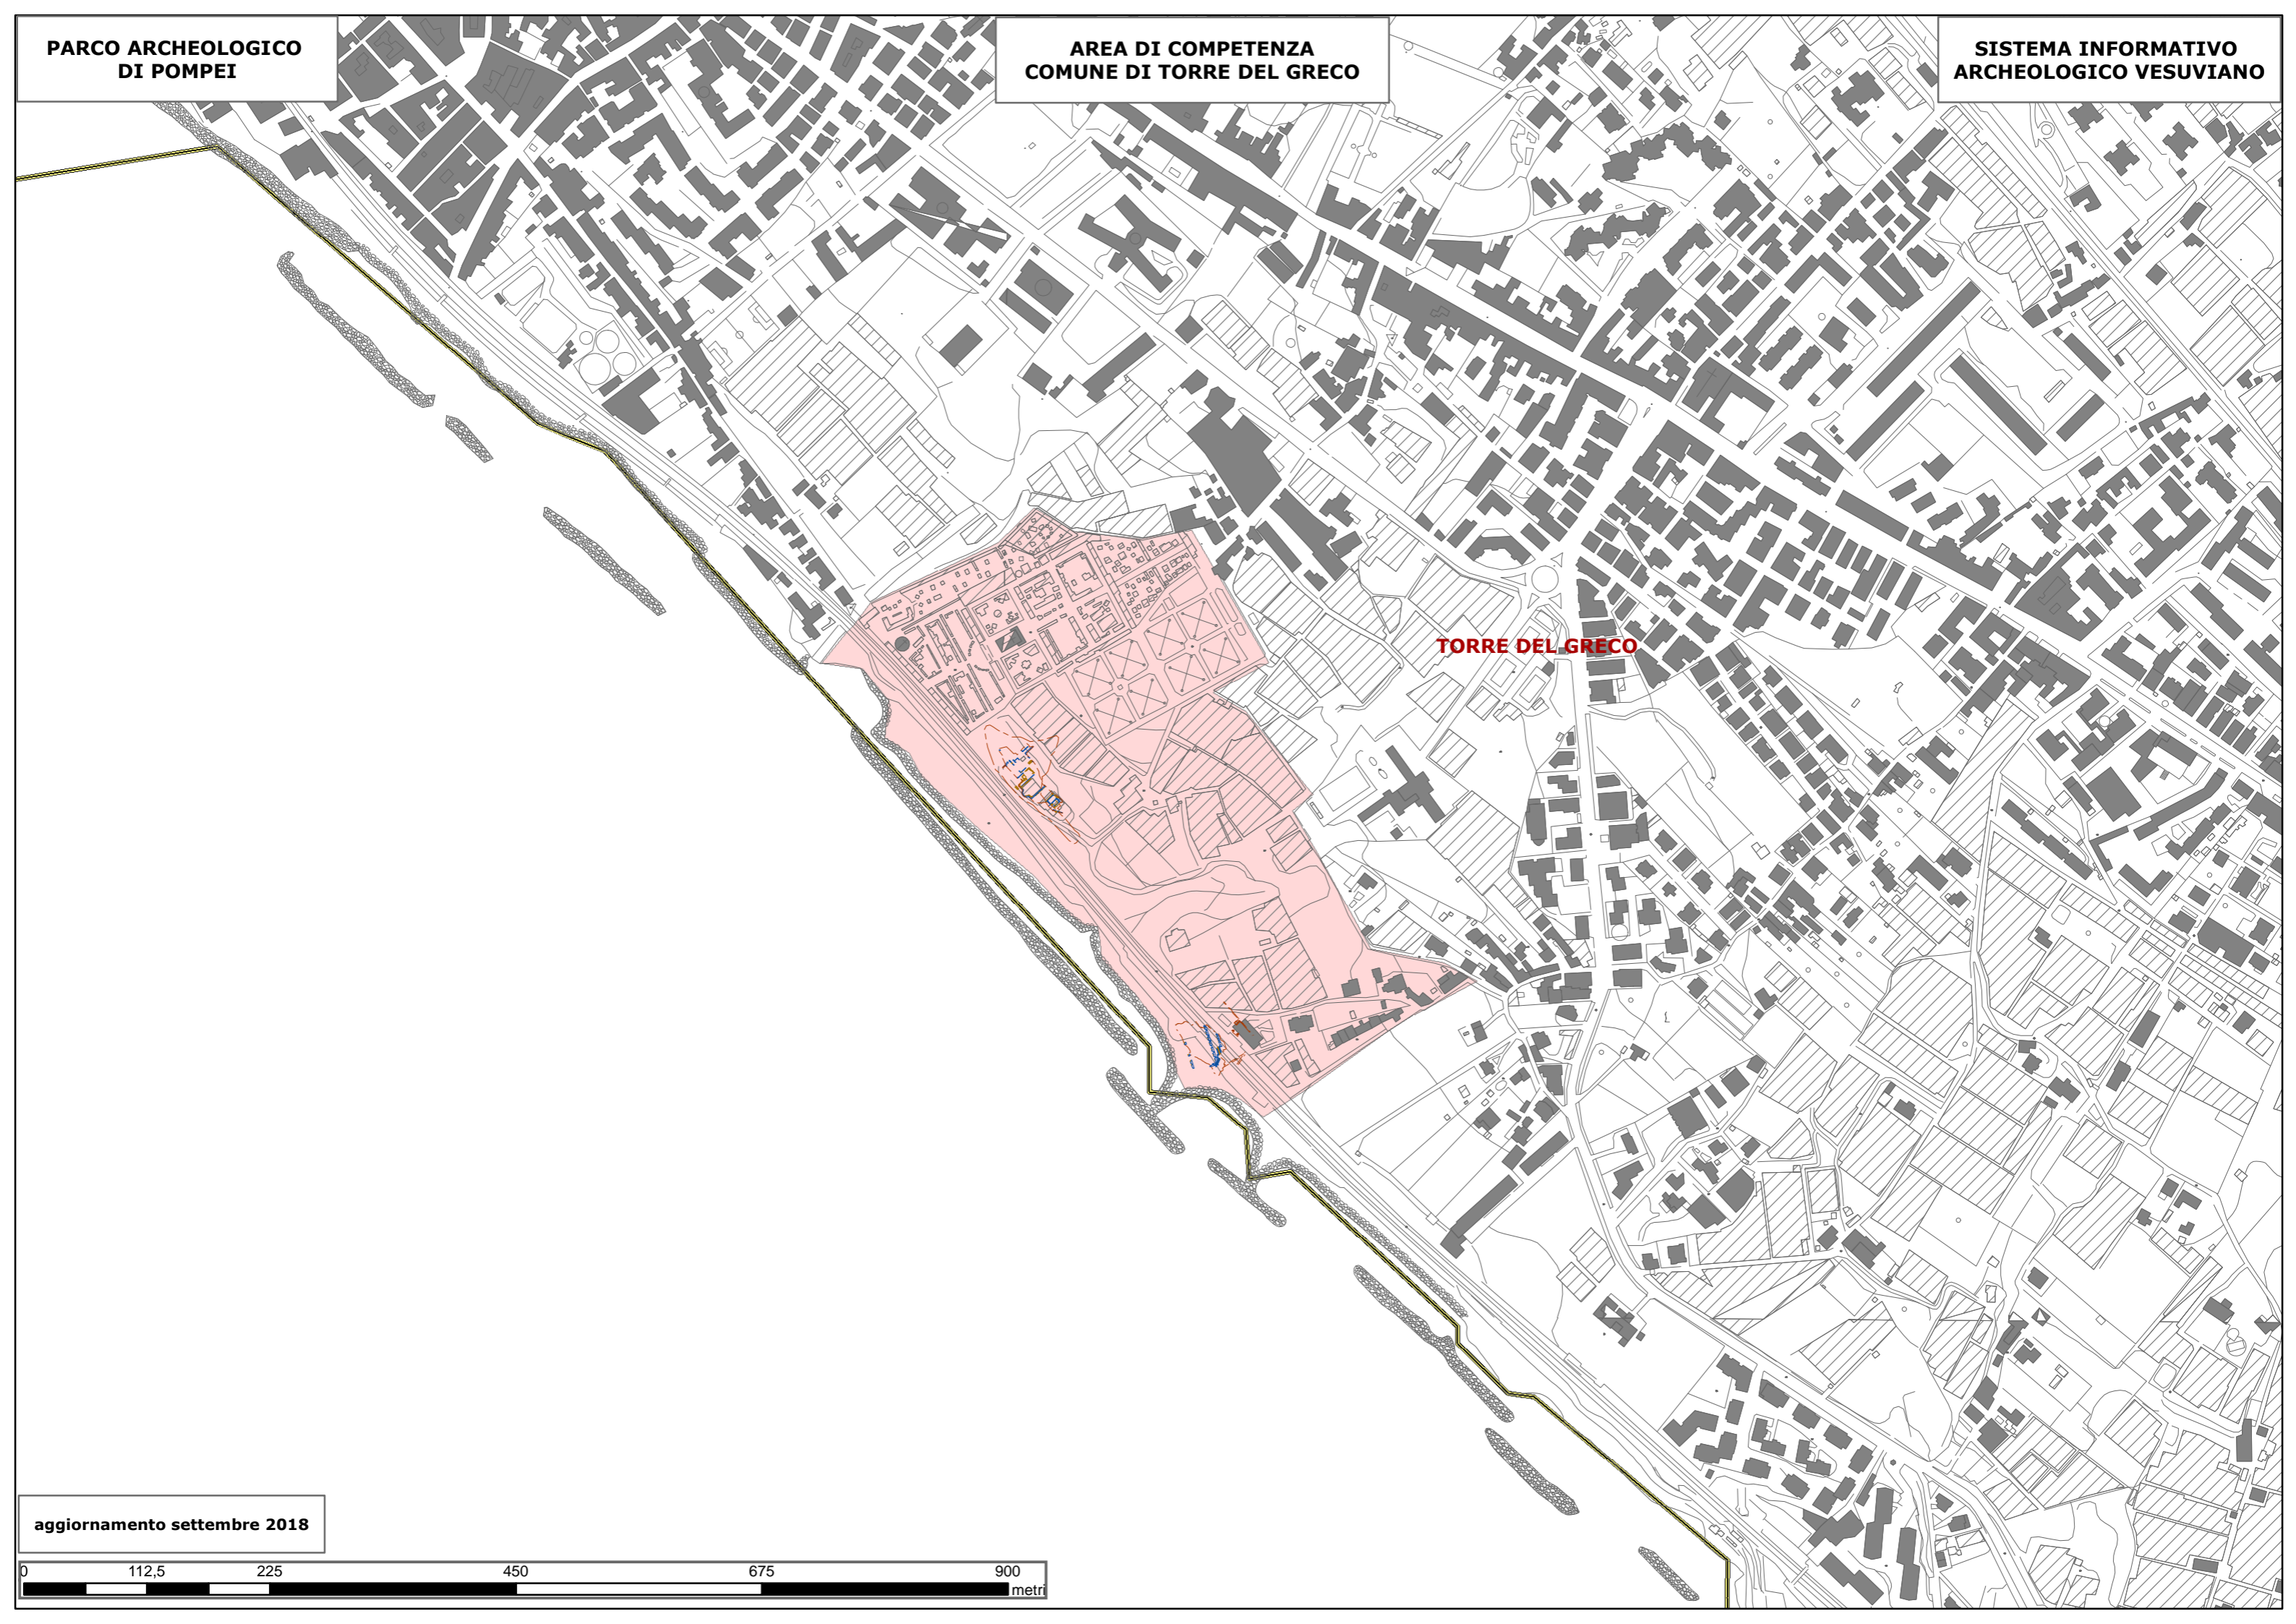 PARCO ARCHEOLOGICO
DI POMPEI
AREA DI COMPETENZA
COMUNE DI TORRE DEL GRECO
SISTEMA INFORMATIVO
ARCHEOLOGICO VESUVIANO
TORRE DEL GRECO
aggiornamento settembre 2018
0 112,5 225 450 675 900
metri